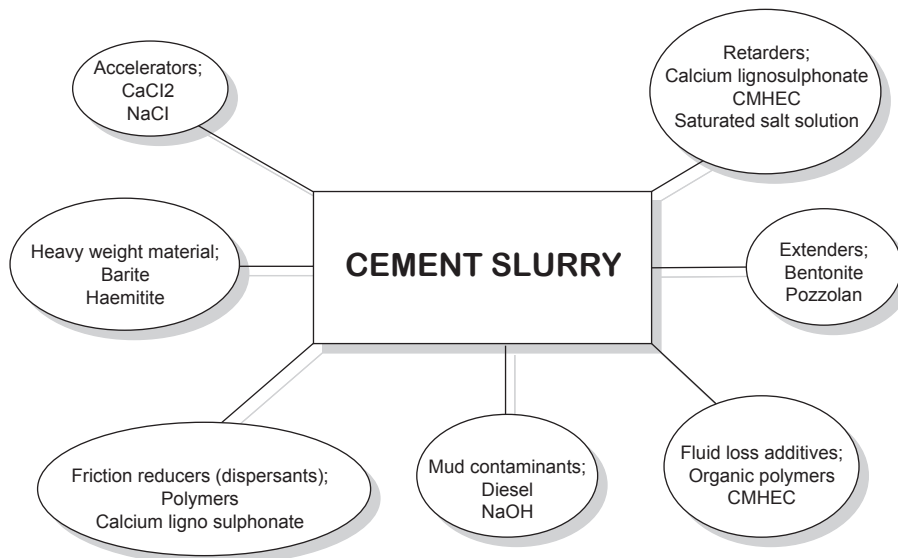 Accelerators;
CaCl2
NaCl
Retarders;
Calcium lignosulphonate
CMHEC
Saturated salt solution
Heavy weight material;
Barite
Haemitite
CEMENT SLURRY
Extenders;
Bentonite
Pozzolan
Friction reducers (dispersants);
Polymers
Calcium ligno sulphonate
Mud contaminants;
Diesel
NaOH
Fluid loss additives;
Organic polymers
CMHEC